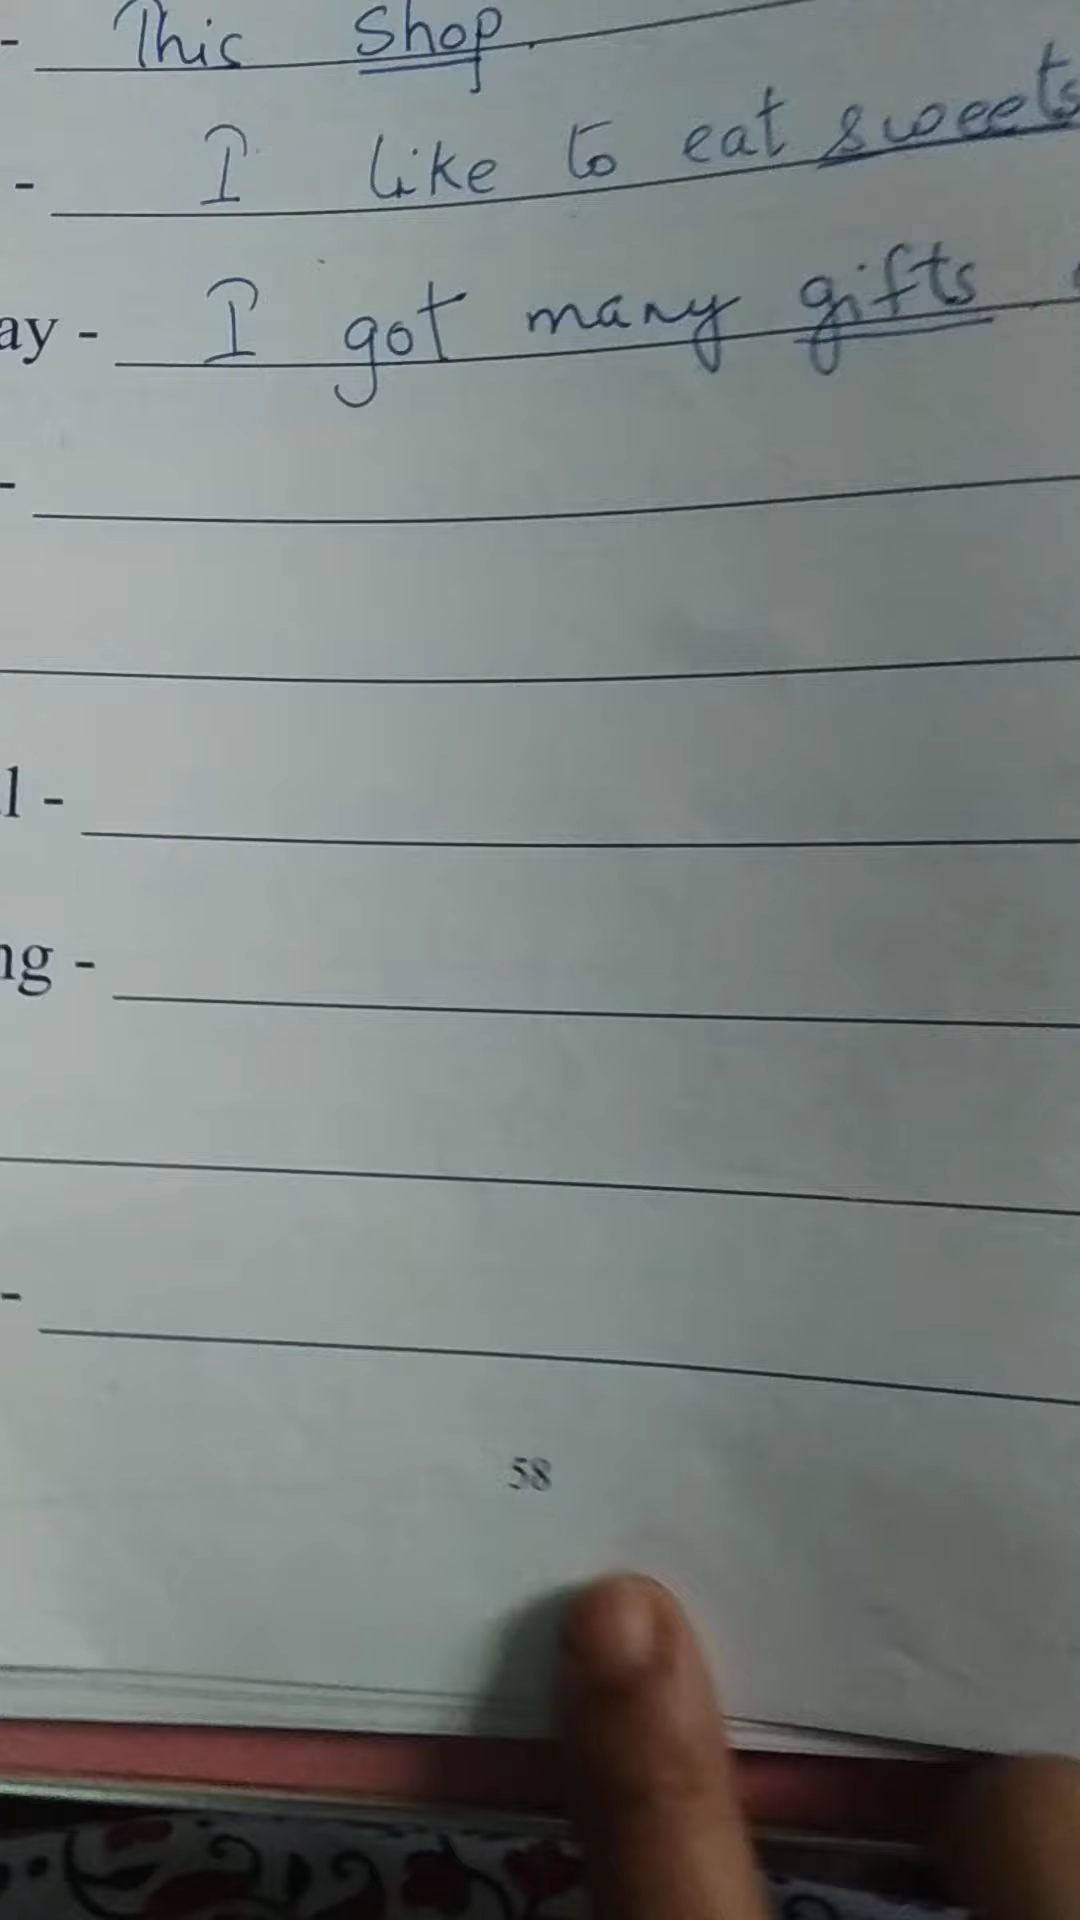 - This shop.
- I like to eat sweets
ay - I got many gifts
-
l -
ng -
-
58